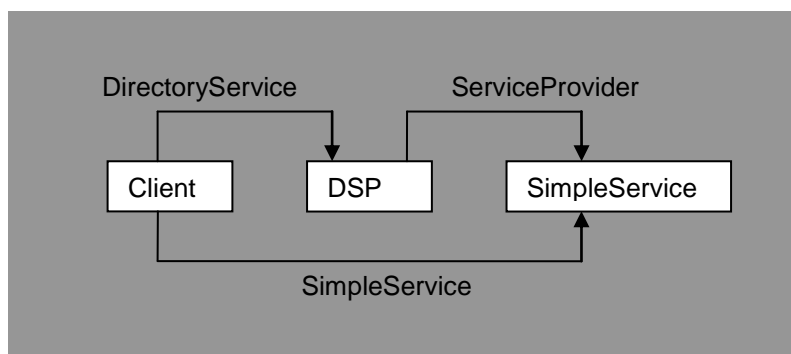 DirectoryService
ServiceProvider
Client
DSP
SimpleService
SimpleService